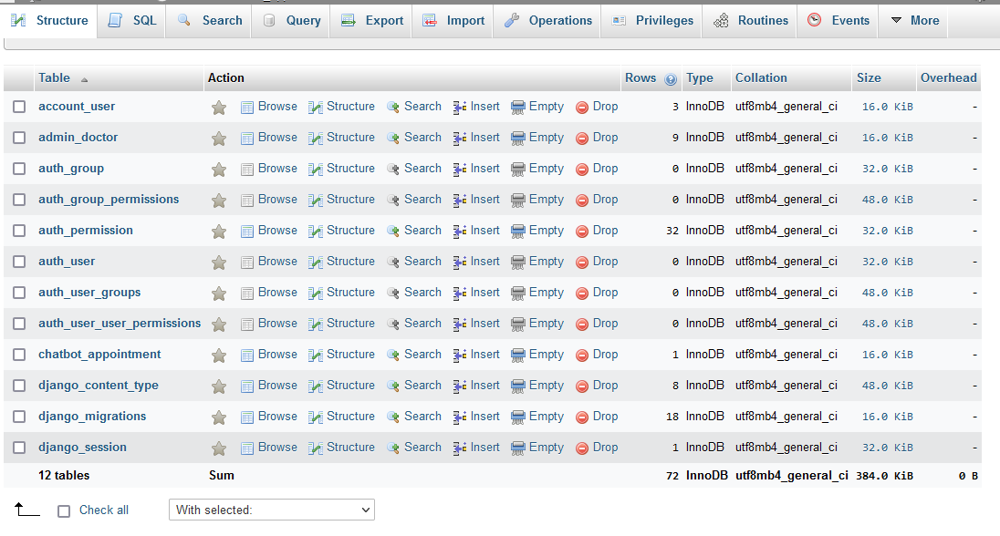 Structure SQL Search Query Export Import Operations Privileges Routines Events More
Table Action Rows Type Collation Size Overhead
account_user Browse Structure Search Insert Empty Drop 3 InnoDB utf8mb4_general_ci 16.0 KiB -
admin_doctor Browse Structure Search Insert Empty Drop 9 InnoDB utf8mb4_general_ci 16.0 KiB -
auth_group Browse Structure Search Insert Empty Drop 0 InnoDB utf8mb4_general_ci 32.0 KiB -
auth_group_permissions Browse Structure Search Insert Empty Drop 0 InnoDB utf8mb4_general_ci 48.0 KiB -
auth_permission Browse Structure Search Insert Empty Drop 32 InnoDB utf8mb4_general_ci 32.0 KiB -
auth_user Browse Structure Search Insert Empty Drop 0 InnoDB utf8mb4_general_ci 32.0 KiB -
auth_user_groups Browse Structure Search Insert Empty Drop 0 InnoDB utf8mb4_general_ci 48.0 KiB -
auth_user_user_permissions Browse Structure Search Insert Empty Drop 0 InnoDB utf8mb4_general_ci 48.0 KiB -
chatbot_appointment Browse Structure Search Insert Empty Drop 1 InnoDB utf8mb4_general_ci 16.0 KiB -
django_content_type Browse Structure Search Insert Empty Drop 8 InnoDB utf8mb4_general_ci 48.0 KiB -
django_migrations Browse Structure Search Insert Empty Drop 18 InnoDB utf8mb4_general_ci 16.0 KiB -
django_session Browse Structure Search Insert Empty Drop 1 InnoDB utf8mb4_general_ci 32.0 KiB -
12 tables Sum 72 InnoDB utf8mb4_general_ci 384.0 KiB 0 B
Check all With selected: